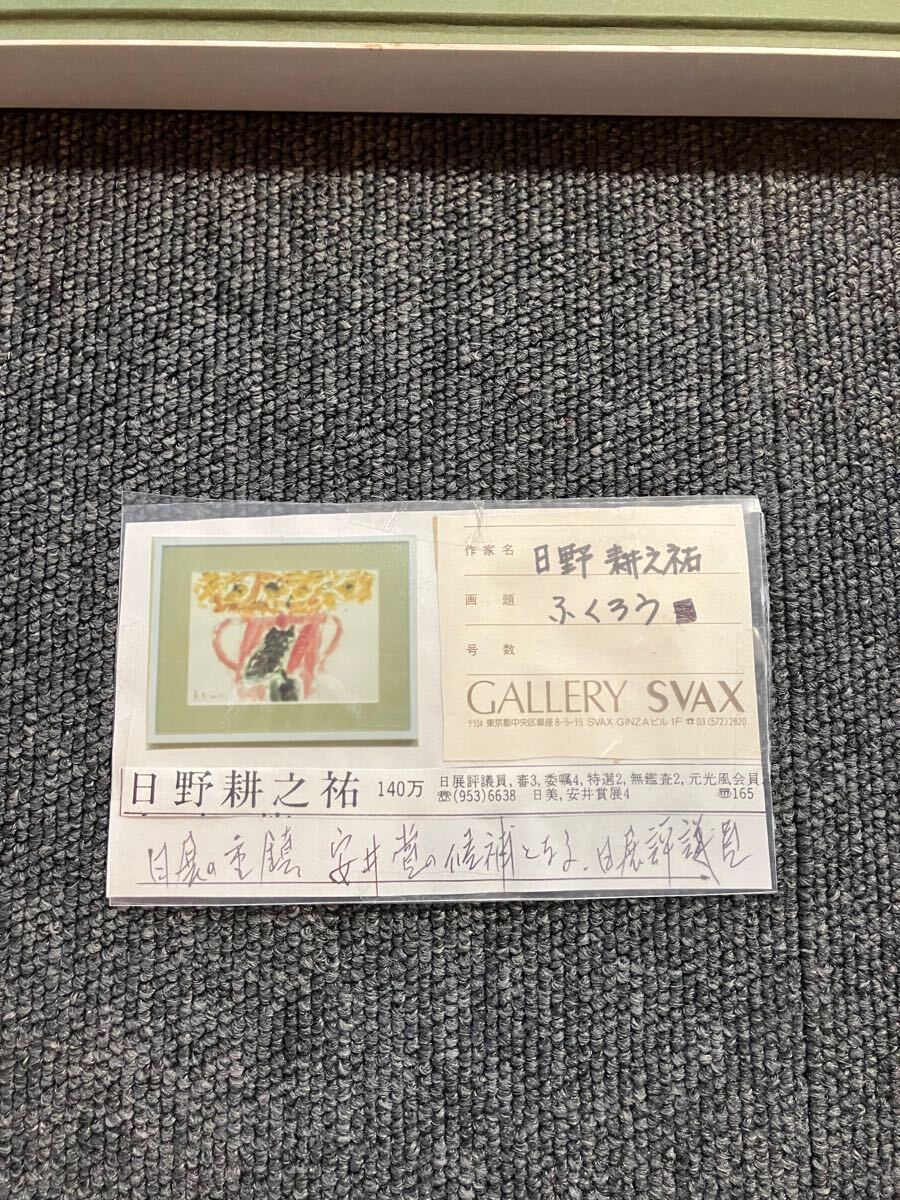 作家名 日野 耕之祐
画題 ふくろう
号数
GALLERY SVAX
〒104 東京都中央区銀座8-5-15 SVAX GINZAビル1F ☎03(572)2620
日野耕之祐 140万 日展評議員,審3,委嘱4,特選2,無鑑査2,元光風会員.
☏(953)6638 日美,安井賞展4 〠165
日展の重鎮 安井賞の候補となる.日展評議員